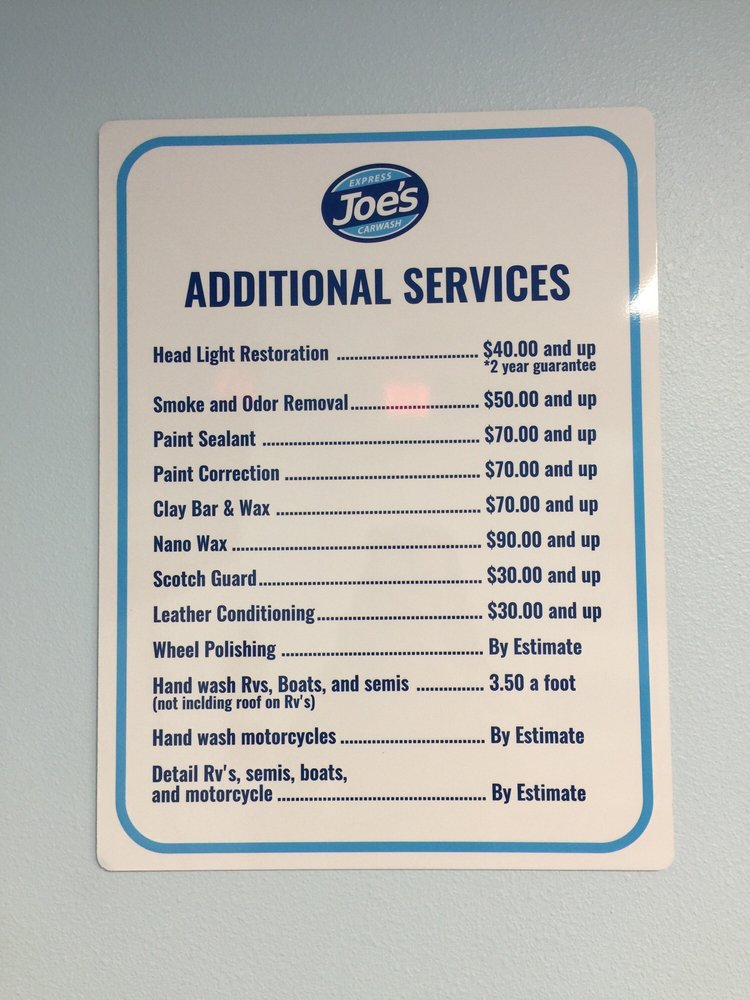 EXPRESS
Joe's
CARWASH
ADDITIONAL SERVICES
Head Light Restoration ................................... $40.00 and up
*2 year guarantee
Smoke and Odor Removal................................ $50.00 and up
Paint Sealant ...................................................... $70.00 and up
Paint Correction ................................................ $70.00 and up
Clay Bar & Wax .................................................. $70.00 and up
Nano Wax ............................................................. $90.00 and up
Scotch Guard....................................................... $30.00 and up
Leather Conditioning......................................... $30.00 and up
Wheel Polishing .................................................. By Estimate
Hand wash Rvs, Boats, and semis ................ 3.50 a foot
(not inclding roof on Rv's)
Hand wash motorcycles ................................... By Estimate
Detail Rv's, semis, boats,
and motorcycle ................................................... By Estimate